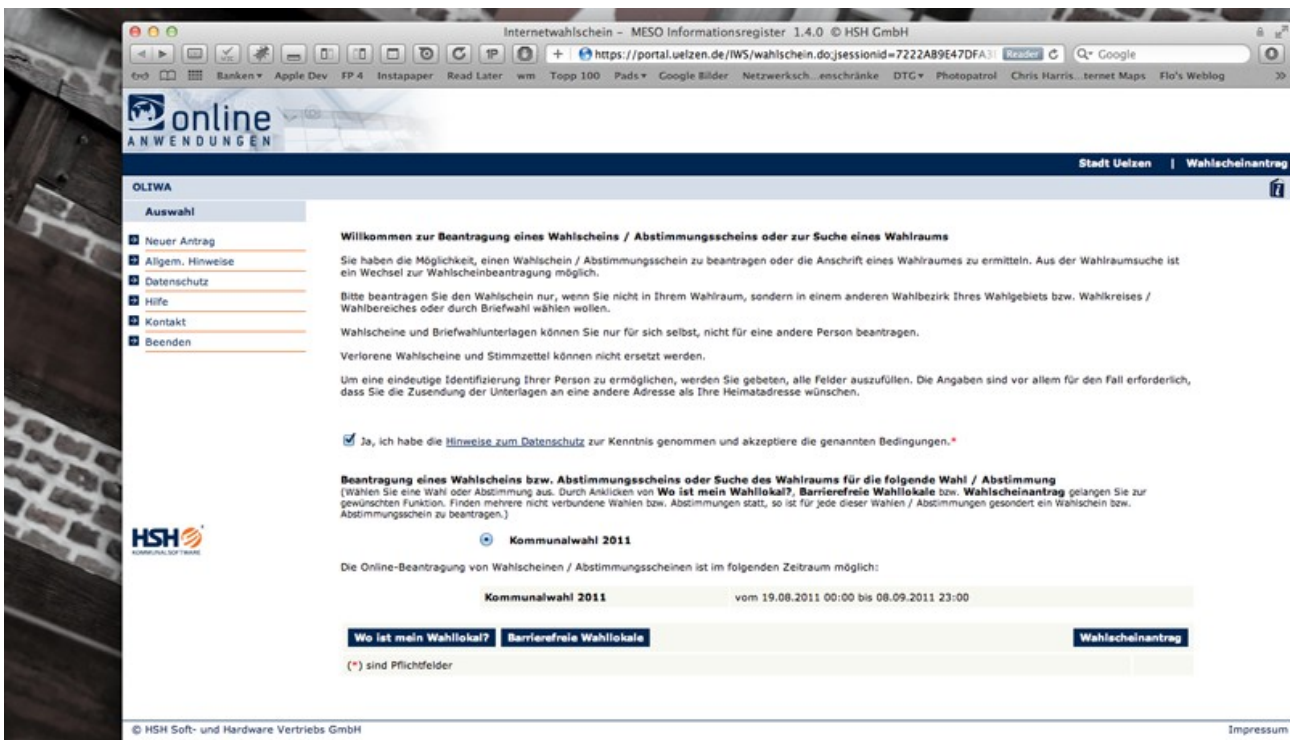 Internetwahlschein – MESO Informationsregister 1.4.0 © HSH GmbH
https://portal.uelzen.de/IWS/wahlschein.do;jsessionid=7222AB9E47DFA3 Reader Google
Banken Apple Dev FP 4 Instapaper Read Later wm Topp 100 Pads Google Bilder Netzwerksch...enschränke DTG Photopatrol Chris Harris...ternet Maps Flo's Weblog
online
ANWENDUNGEN
Stadt Uelzen | Wahlscheinantrag
OLIWA
Auswahl
Neuer Antrag
Allgem. Hinweise
Datenschutz
Hilfe
Kontakt
Beenden
Willkommen zur Beantragung eines Wahlscheins / Abstimmungsscheins oder zur Suche eines Wahlraums
Sie haben die Möglichkeit, einen Wahlschein / Abstimmungsschein zu beantragen oder die Anschrift eines Wahlraumes zu ermitteln. Aus der Wahlraumsuche ist
ein Wechsel zur Wahlscheinbeantragung möglich.
Bitte beantragen Sie den Wahlschein nur, wenn Sie nicht in Ihrem Wahlraum, sondern in einem anderen Wahlbezirk Ihres Wahlgebiets bzw. Wahlkreises /
Wahlbereiches oder durch Briefwahl wählen wollen.
Wahlscheine und Briefwahlunterlagen können Sie nur für sich selbst, nicht für eine andere Person beantragen.
Verlorene Wahlscheine und Stimmzettel können nicht ersetzt werden.
Um eine eindeutige Identifizierung Ihrer Person zu ermöglichen, werden Sie gebeten, alle Felder auszufüllen. Die Angaben sind vor allem für den Fall erforderlich,
dass Sie die Zusendung der Unterlagen an eine andere Adresse als Ihre Heimatadresse wünschen.
Ja, ich habe die Hinweise zum Datenschutz zur Kenntnis genommen und akzeptiere die genannten Bedingungen.*
Beantragung eines Wahlscheins bzw. Abstimmungsscheins oder Suche des Wahlraums für die folgende Wahl / Abstimmung
(Wählen Sie eine Wahl oder Abstimmung aus. Durch Anklicken von Wo ist mein Wahllokal?, Barrierefreie Wahllokale bzw. Wahlscheinantrag gelangen Sie zur
gewünschten Funktion. Finden mehrere nicht verbundene Wahlen bzw. Abstimmungen statt, so ist für jede dieser Wahlen / Abstimmungen gesondert ein Wahlschein bzw.
Abstimmungsschein zu beantragen.)
HSH
KOMMUNALSOFTWARE
Kommunalwahl 2011
Die Online-Beantragung von Wahlscheinen / Abstimmungsscheinen ist im folgenden Zeitraum möglich:
Kommunalwahl 2011 vom 19.08.2011 00:00 bis 08.09.2011 23:00
Wo ist mein Wahllokal? Barrierefreie Wahllokale Wahlscheinantrag
(*) sind Pflichtfelder
© HSH Soft- und Hardware Vertriebs GmbH Impressum